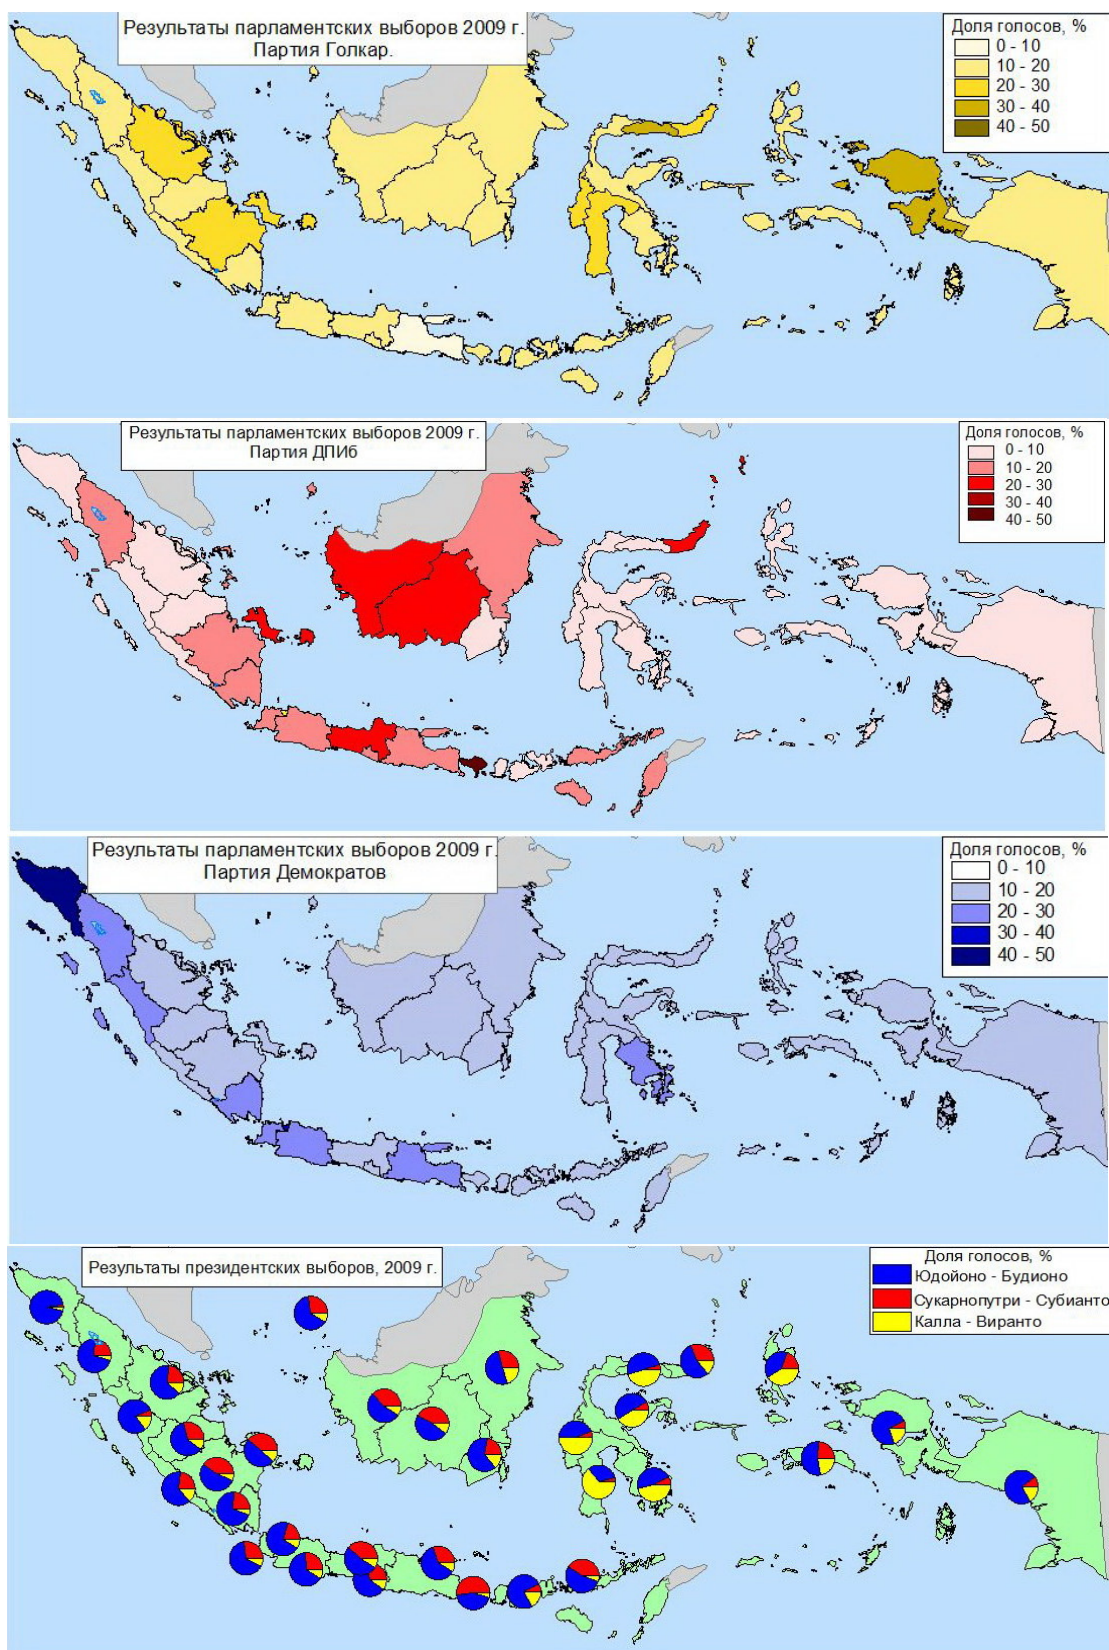 Результаты парламентских выборов 2009 г.
Партия Голкар.
Доля голосов, %
0 - 10
10 - 20
20 - 30
30 - 40
40 - 50
Результаты парламентских выборов 2009 г.
Партия ДПИб
Доля голосов, %
0 - 10
10 - 20
20 - 30
30 - 40
40 - 50
Результаты парламентских выборов 2009 г.
Партия Демократов
Доля голосов, %
0 - 10
10 - 20
20 - 30
30 - 40
40 - 50
Результаты президентских выборов, 2009 г.
Доля голосов, %
Юдойоно - Будионо
Сукарнопутри - Субианто
Калла - Виранто